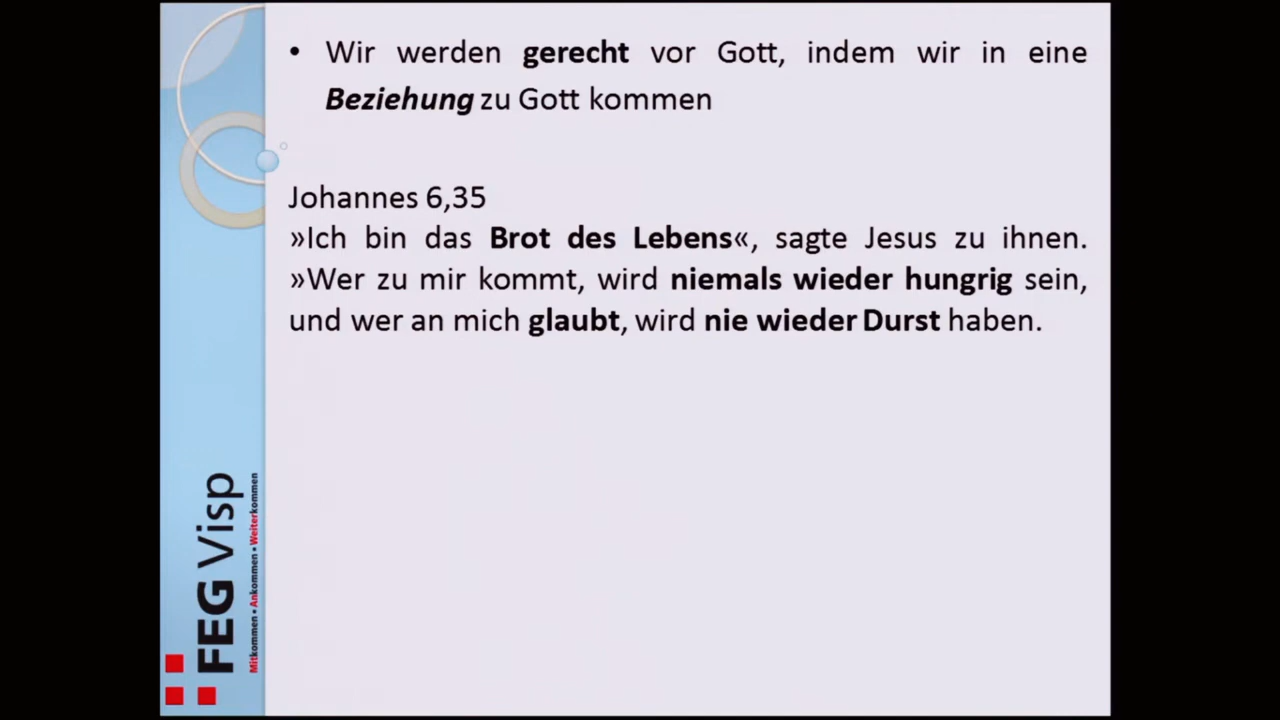 • Wir werden gerecht vor Gott, indem wir in eine
Beziehung zu Gott kommen
Johannes 6,35
»Ich bin das Brot des Lebens«, sagte Jesus zu ihnen.
»Wer zu mir kommt, wird niemals wieder hungrig sein,
und wer an mich glaubt, wird nie wieder Durst haben.
FEG Visp
Mitkommen • Ankommen • Weiterkommen